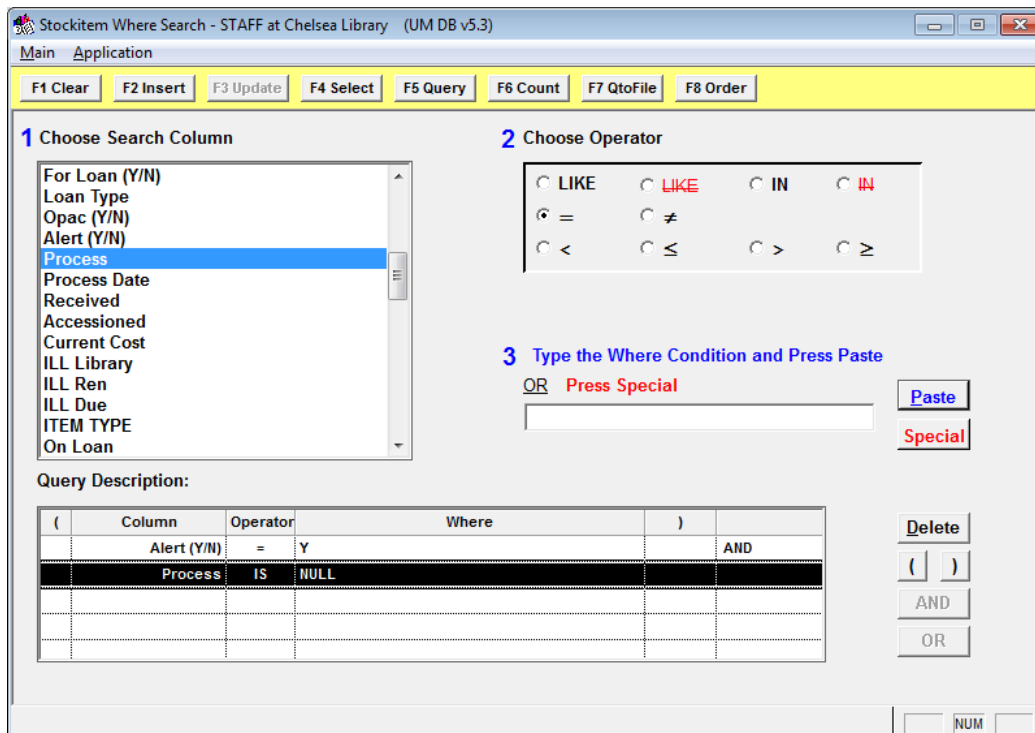 Stockitem Where Search - STAFF at Chelsea Library (UM DB v5.3)
Main Application
F1 Clear F2 Insert F3 Update F4 Select F5 Query F6 Count F7 QtoFile F8 Order
1 Choose Search Column
For Loan (Y/N)
Loan Type
Opac (Y/N)
Alert (Y/N)
Process
Process Date
Received
Accessioned
Current Cost
ILL Library
ILL Ren
ILL Due
ITEM TYPE
On Loan
2 Choose Operator
LIKE LIKE IN IN
= ≠
< ≤ > ≥
3 Type the Where Condition and Press Paste
OR Press Special
Paste
Special
Query Description:
( Column Operator Where )
Alert (Y/N) = Y AND
Process IS NULL
Delete
( )
AND
OR
NUM